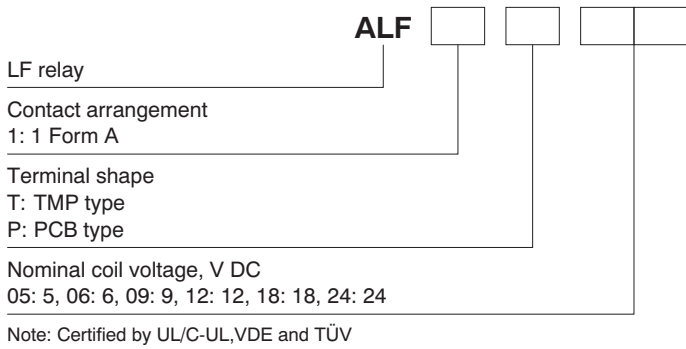 ALF
LF relay
Contact arrangement
1: 1 Form A
Terminal shape
T: TMP type
P: PCB type
Nominal coil voltage, V DC
05: 5, 06: 6, 09: 9, 12: 12, 18: 18, 24: 24
Note: Certified by UL/C-UL,VDE and TÜV